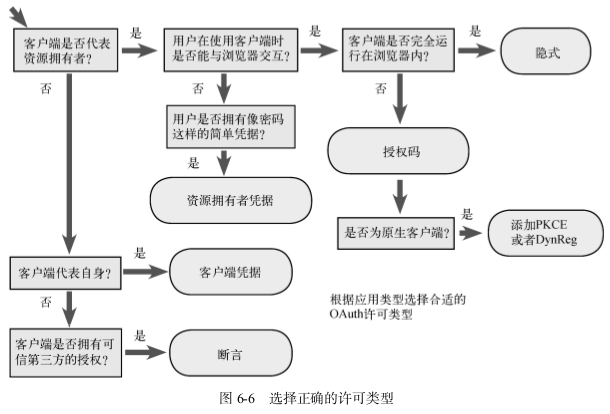 客户端是否代表
资源拥有者？
是
用户在使用客户端时
是否能与浏览器交互？
是
客户端是否完全运
行在浏览器内？
是
隐式
否
否
否
用户是否拥有像密码
这样的简单凭据？
授权码
是
资源拥有者凭据
是否为原生客户端？
是
添加PKCE
或者DynReg
客户端代表自身？
是
客户端凭据
否
根据应用类型选择合适的
OAuth许可类型
客户端是否拥有可
信第三方的授权？
是
断言
图 6-6 选择正确的许可类型